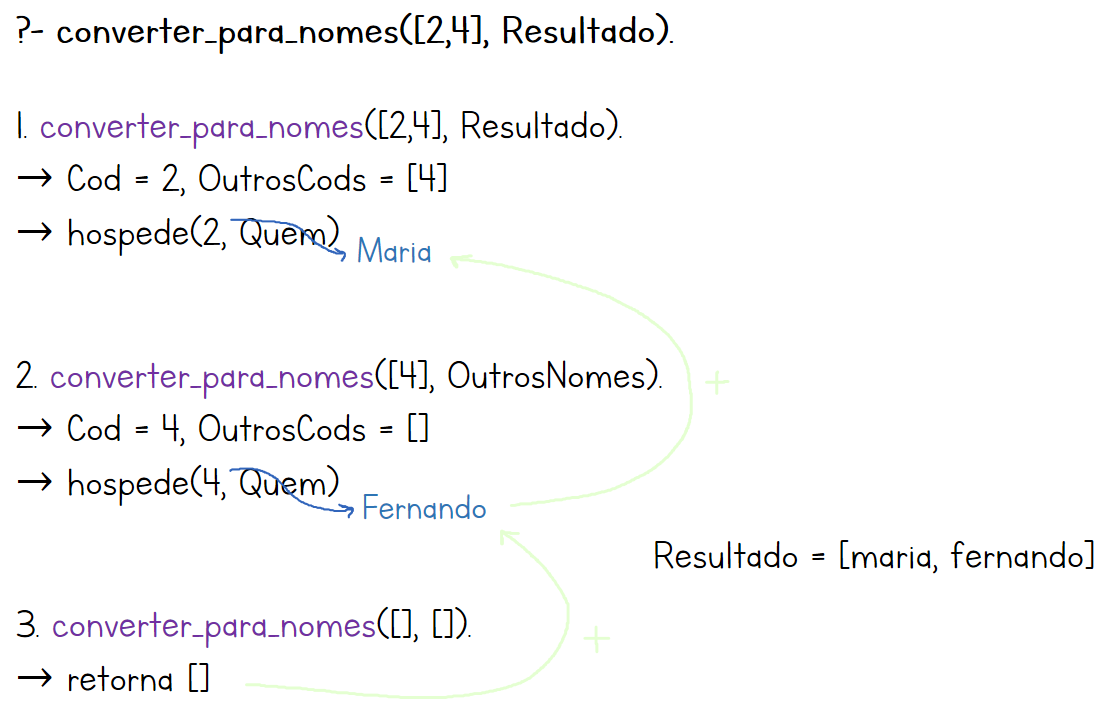 ?- converter_para_nomes([2,4], Resultado).
1. converter_para_nomes([2,4], Resultado).
→ Cod = 2, OutrosCods = [4]
→ hospede(2, Quem)
Maria
2. converter_para_nomes([4], OutrosNomes).
+
→ Cod = 4, OutrosCods = []
→ hospede(4, Quem)
Fernando
Resultado = [maria, fernando]
3. converter_para_nomes([], []).
+
→ retorna []